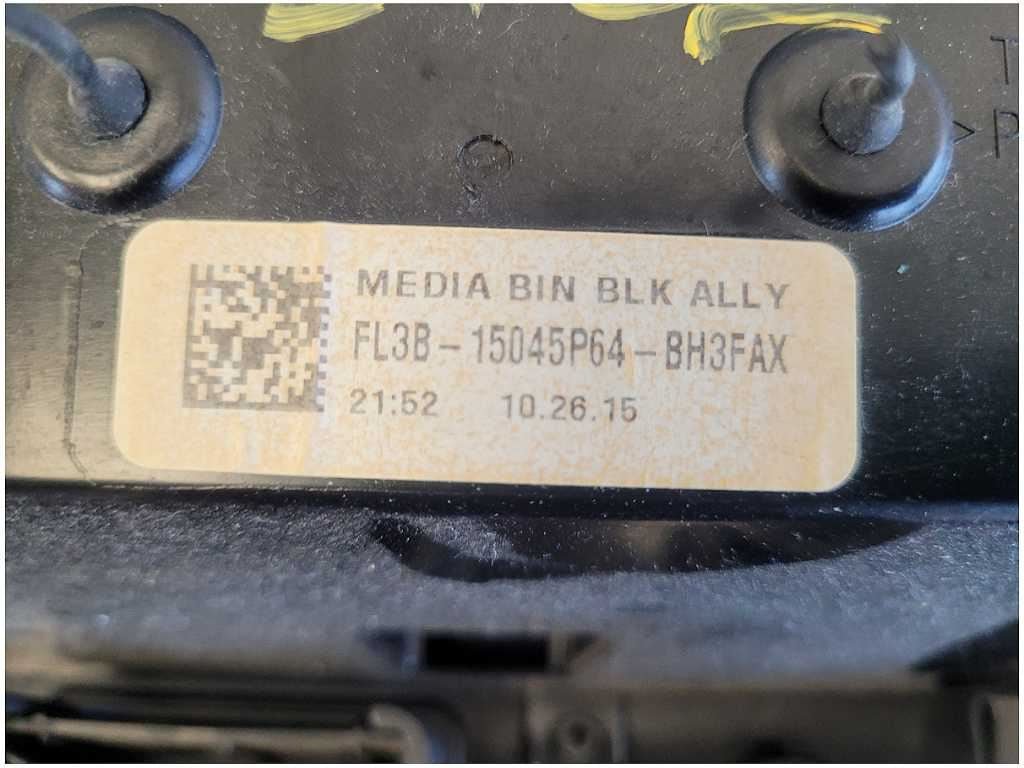 T
>P
MEDIA BIN BLK ALLY
FL3B-15045P64-BH3FAX
21:52 10.26.15